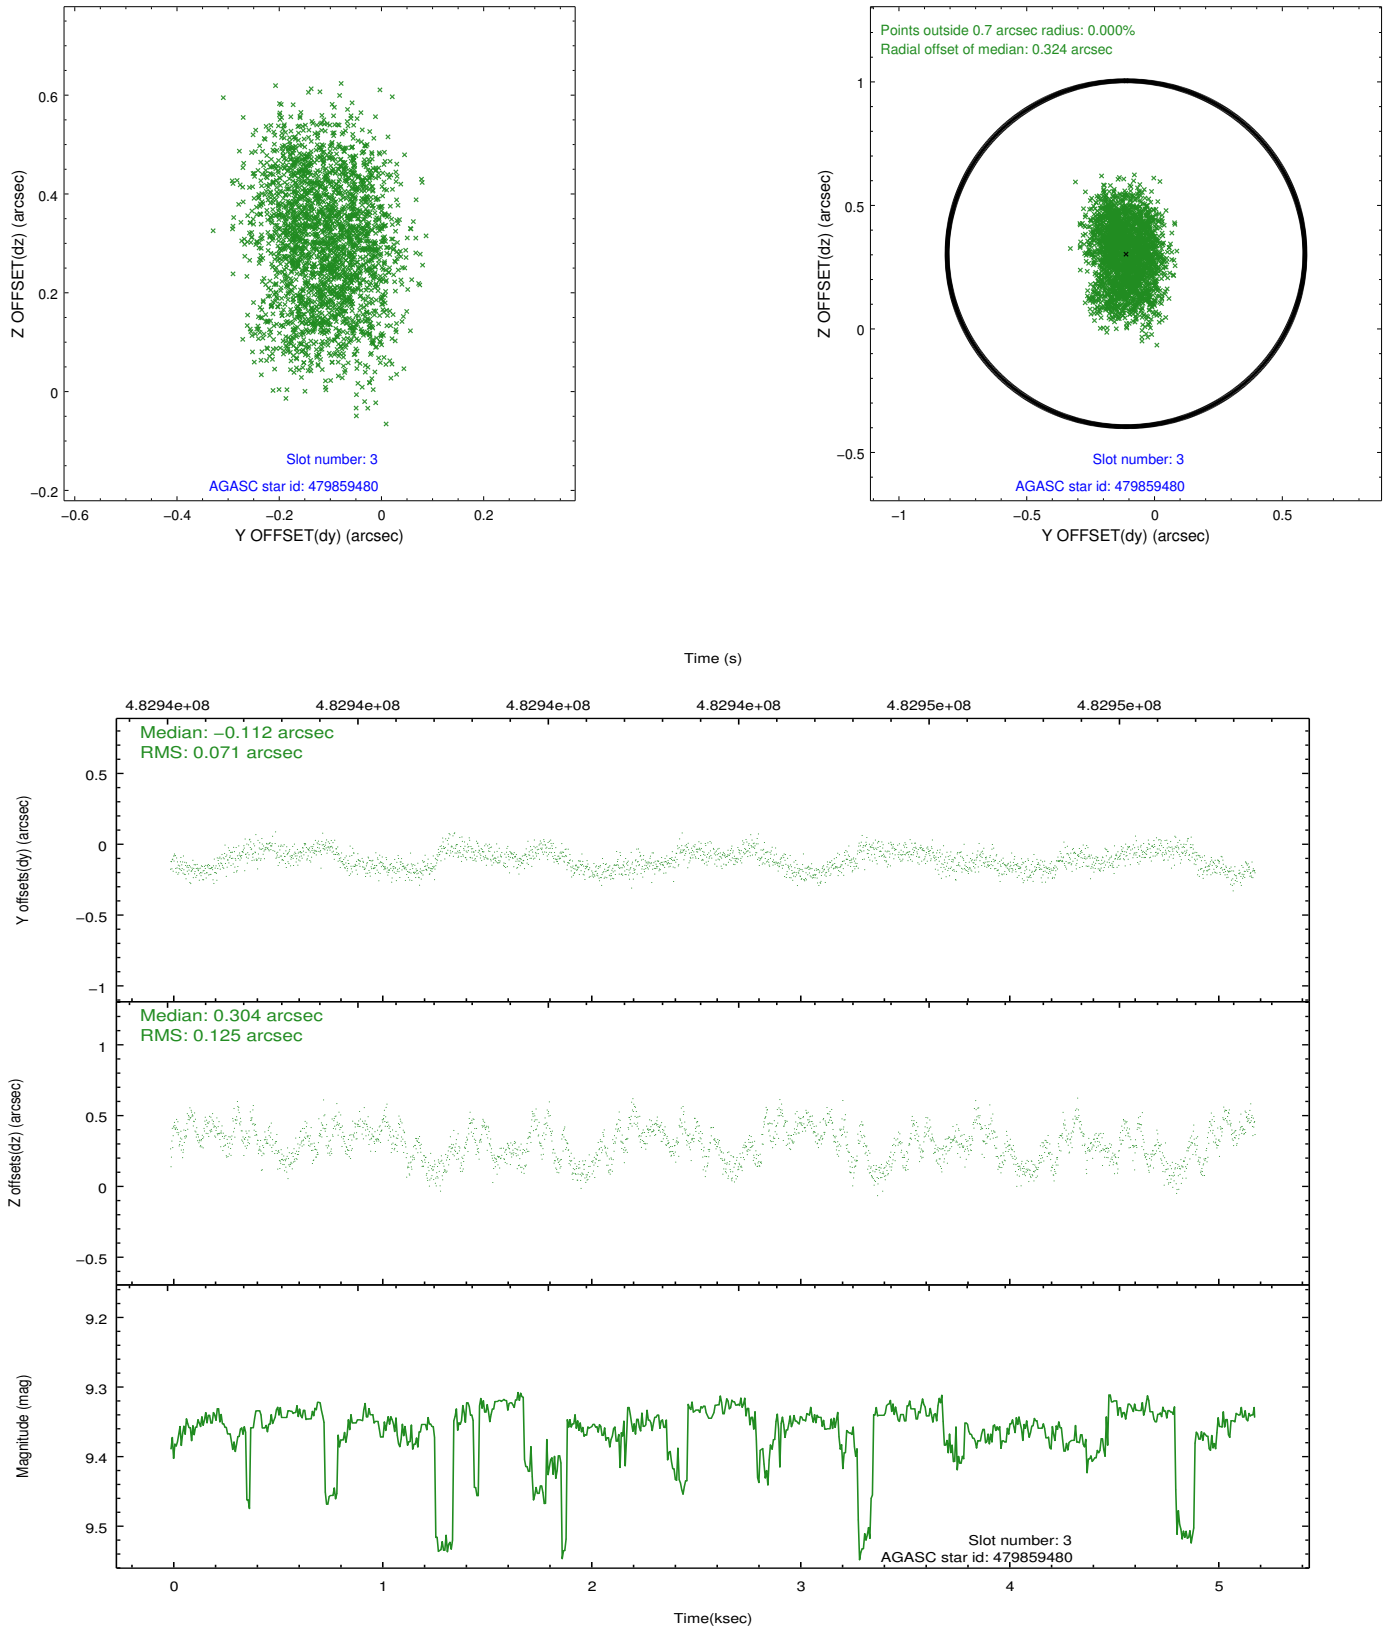 0.6
0.4
0.2
0
−0.2
Z OFFSET(dz) (arcsec)
Slot number: 3
AGASC star id: 479859480
−0.6
−0.4
−0.2
0
0.2
Y OFFSET(dy) (arcsec)
Points outside 0.7 arcsec radius: 0.000%
Radial offset of median: 0.324 arcsec
1
0.5
0
−0.5
Z OFFSET(dz) (arcsec)
Slot number: 3
AGASC star id: 479859480
−1
−0.5
0
0.5
Y OFFSET(dy) (arcsec)
Time (s)
4.8294e+08
4.8294e+08
4.8294e+08
4.8294e+08
4.8295e+08
4.8295e+08
Median: −0.112 arcsec
RMS: 0.071 arcsec
0.5
0
−0.5
−1
Y offsets(dy) (arcsec)
Median: 0.304 arcsec
RMS: 0.125 arcsec
1
0.5
0
−0.5
Z offsets(dz) (arcsec)
9.2
9.3
9.4
9.5
Magnitude (mag)
Slot number: 3
AGASC star id: 479859480
0
1
2
3
4
5
Time(ksec)